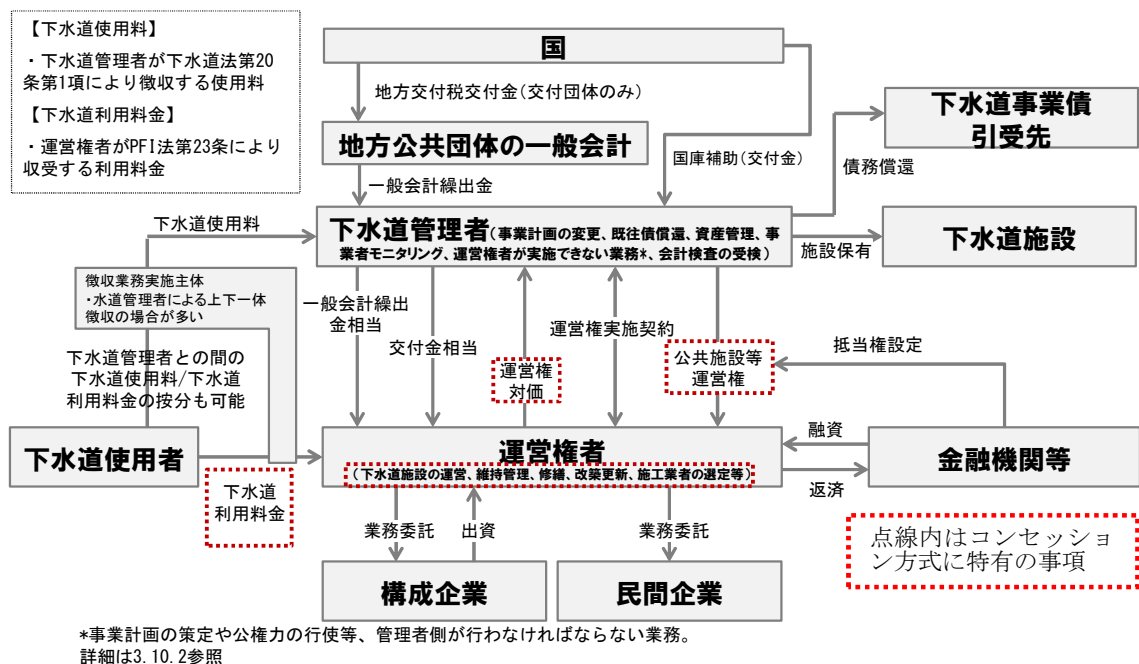 【下水道使用料】
・下水道管理者が下水道法第20
条第1項により徴収する使用料
【下水道利用料金】
・運営権者がPFI法第23条により
収受する利用料金
国
地方交付税交付金(交付団体のみ)
地方公共団体の一般会計
国庫補助(交付金)
下水道事業債
引受先
債務償還
一般会計繰出金
下水道使用料
下水道管理者(事業計画の変更、既往債償還、資産管理、事
業者モニタリング、運営権者が実施できない業務*、会計検査の受検)
施設保有
下水道施設
徴収業務実施主体
・水道管理者による上下一体
徴収の場合が多い
一般会計繰出
金相当
交付金相当
運営権
対価
運営権実施契約
公共施設等
運営権
抵当権設定
下水道管理者との間の
下水道使用料/下水道
利用料金の按分も可能
下水道使用者
下水道
利用料金
運営権者
(下水道施設の運営、維持管理、修繕、改築更新、施工業者の選定等)
融資
返済
金融機関等
業務委託
出資
業務委託
構成企業
民間企業
点線内はコンセッショ
ン方式に特有の事項
*事業計画の策定や公権力の行使等、管理者側が行わなければならない業務。
詳細は3.10.2参照